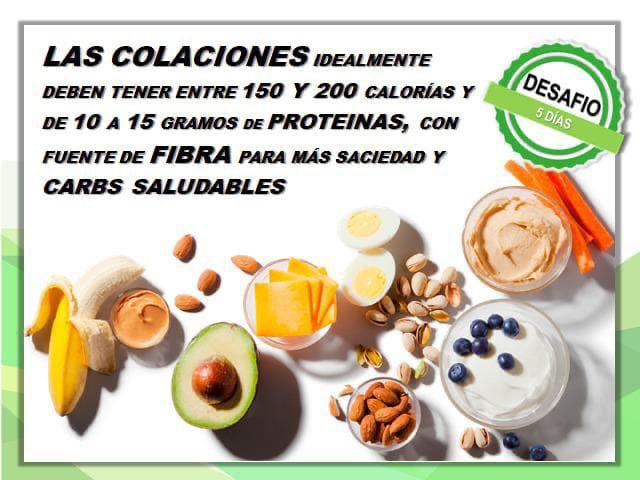 LAS COLACIONES IDEALMENTE
DEBEN TENER ENTRE 150 Y 200 CALORÍAS Y
DE 10 A 15 GRAMOS DE PROTEINAS, CON
FUENTE DE FIBRA PARA MÁS SACIEDAD Y
CARBS SALUDABLES
DESAFIO
5 DÍAS